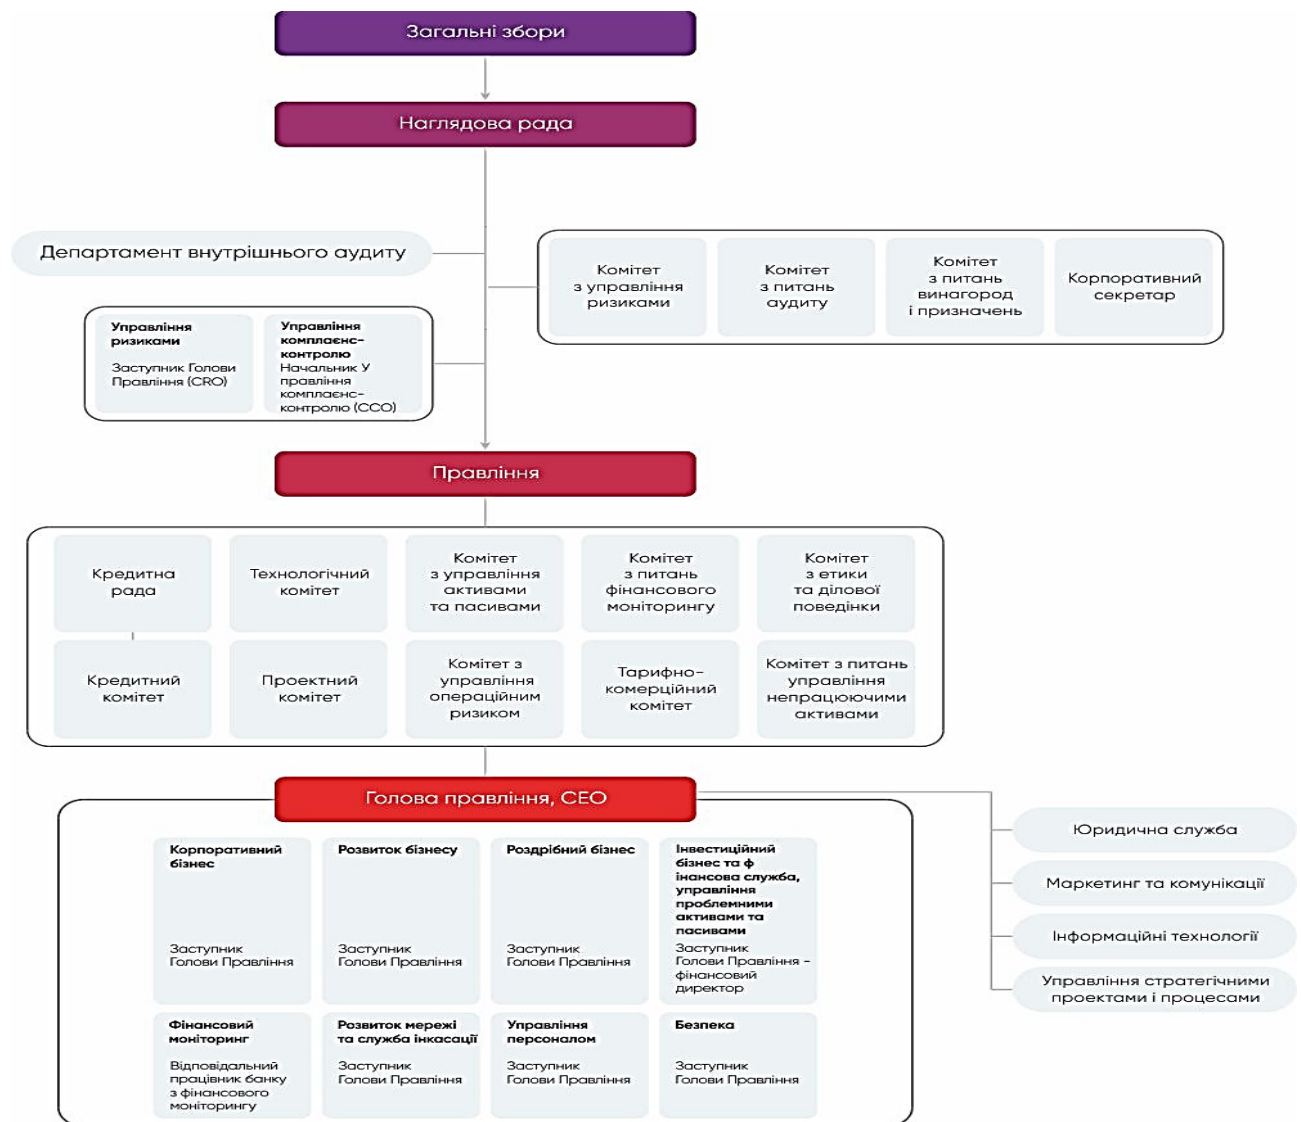 Загальні збори
Наглядова рада
Департамент внутрішнього аудиту
Комітет
з управління
ризиками
Комітет
з питань
аудиту
Комітет
з питань
винагород
і призначень
Корпоративний
секретар
Управління
ризиками
Заступник Голови
Правління (CRO)
Управління
комплаєнс-
контролю
Начальник У
правління
комплаєнс-
контролю (CCO)
Правління
Кредитна
рада
Технологічний
комітет
Комітет
з управління
активами
та пасивами
Комітет
з питань
фінансового
моніторингу
Комітет
з етики
та ділової
поведінки
Кредитний
комітет
Проектний
комітет
Комітет з
управління
операційним
ризиком
Тарифно-
комерційний
комітет
Комітет з питань
управління
непрацюючими
активами
Голова правління, CEO
Корпоративний
бізнес
Заступник
Голови Правління
Розвиток бізнесу
Заступник
Голови Правління
Роздрібний бізнес
Заступник
Голови Правління
Інвестиційний
бізнес та ф
інансова служба,
управління
проблемними
активами та
пасивами
Заступник
Голови Правління –
фінансовий
директор
Фінансовий
моніторинг
Відповідальний
працівник банку
з фінансового
моніторингу
Розвиток мережі
та служба інкасації
Заступник
Голови Правління
Управління
персоналом
Заступник
Голови Правління
Безпека
Заступник
Голови Правління
Юридична служба
Маркетинг та комунікації
Інформаційні технології
Управління стратегічними
проектами і процесами